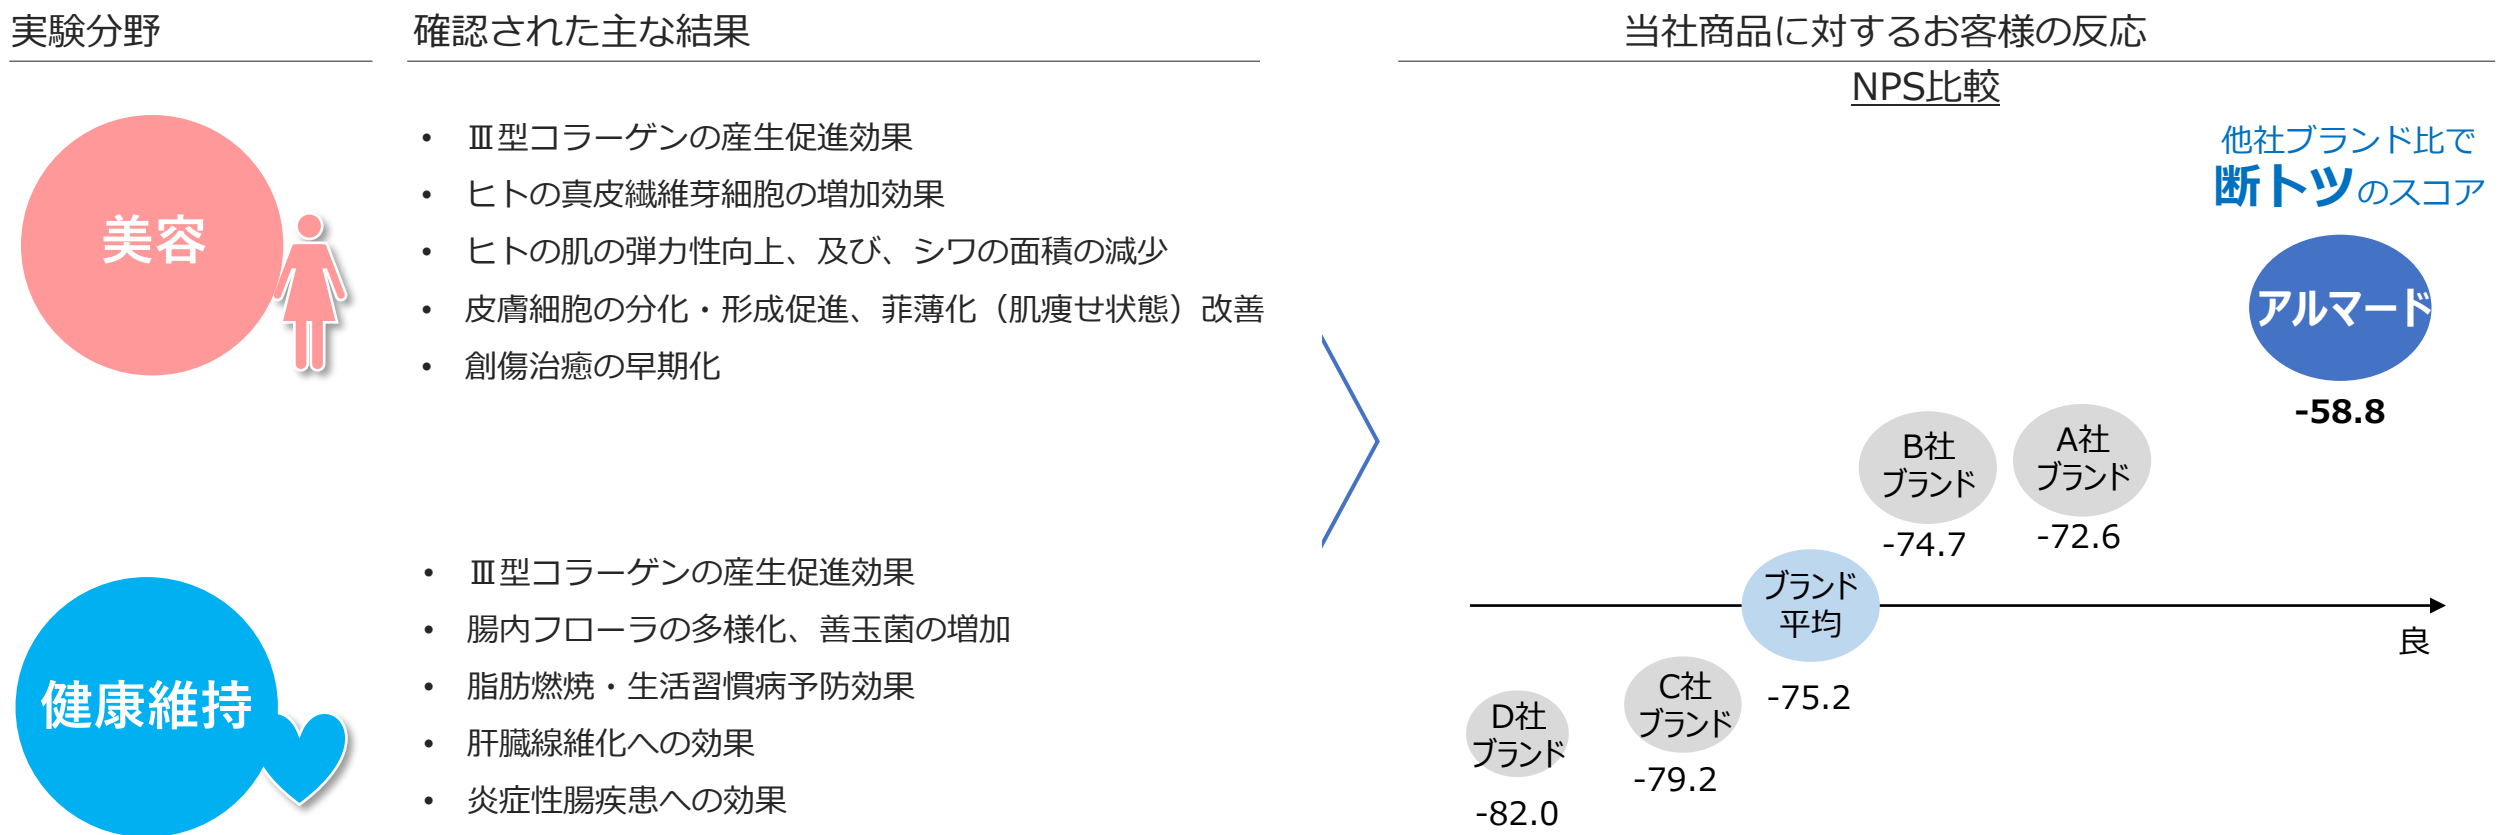 実験分野
確認された主な結果
当社商品に対するお客様の反応
美容
• Ⅲ型コラーゲンの産生促進効果
• ヒトの真皮繊維芽細胞の増加効果
• ヒトの肌の弾力性向上、及び、シワの面積の減少
• 皮膚細胞の分化・形成促進、菲薄化（肌痩せ状態）改善
• 創傷治癒の早期化
健康維持
• Ⅲ型コラーゲンの産生促進効果
• 腸内フローラの多様化、善玉菌の増加
• 脂肪燃焼・生活習慣病予防効果
• 肝臓線維化への効果
• 炎症性腸疾患への効果
NPS比較
他社ブランド比で
断トツのスコア
アルマード
-58.8
A社
ブランド
-72.6
B社
ブランド
-74.7
ブランド
平均
-75.2
C社
ブランド
-79.2
D社
ブランド
-82.0
良